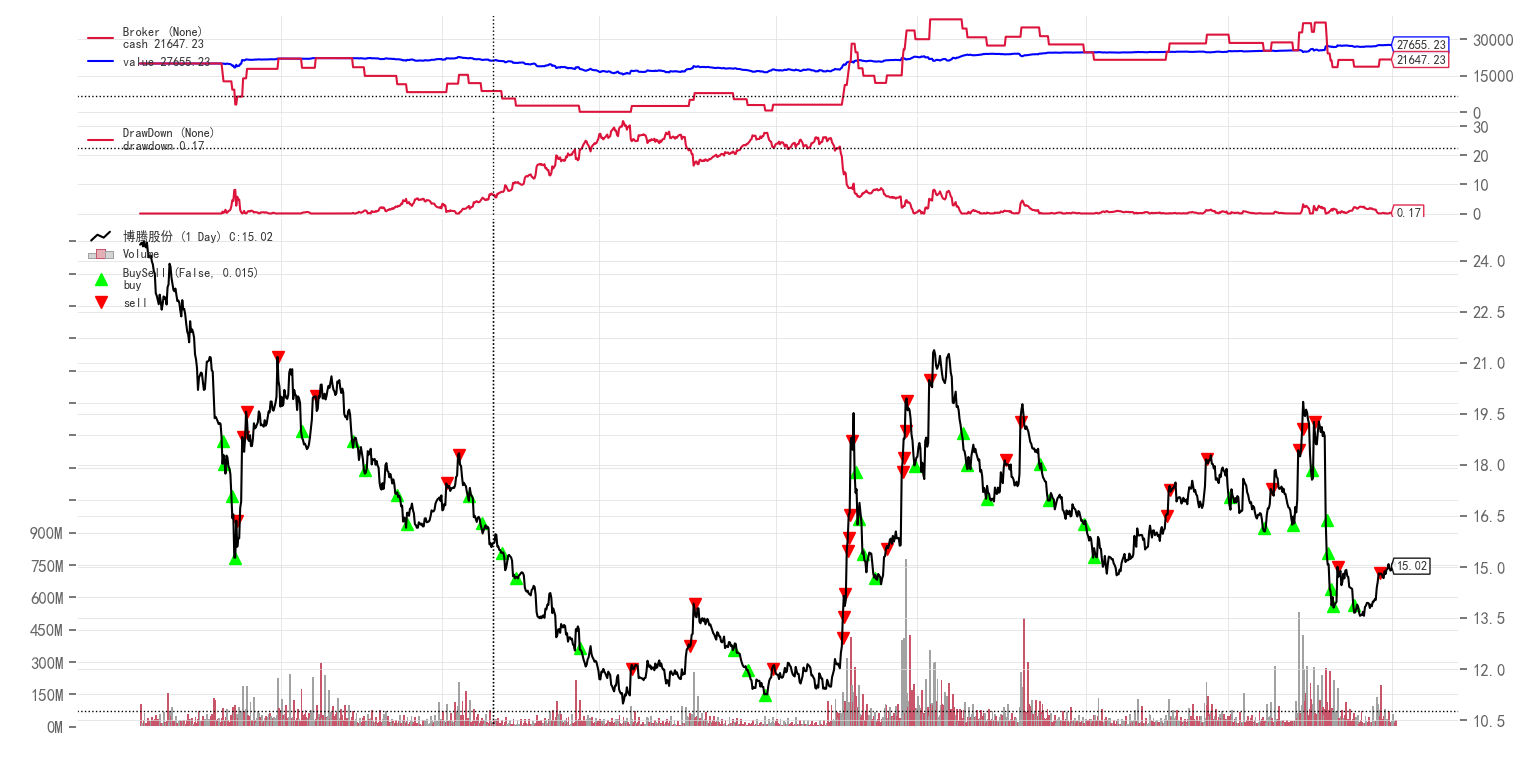 Broker (None)
cash 21647.23
value 27655.23
30000
27655.23
21647.23
15000
0
DrawDown (None)
drawdown 0.17
30
20
10
0.17
0
博腾股份 (1 Day) C:15.02
Volume
BuySell (False, 0.015)
buy
sell
24.0
22.5
21.0
19.5
18.0
16.5
15.0
15.02
13.5
12.0
10.5
900M
750M
600M
450M
300M
150M
0M